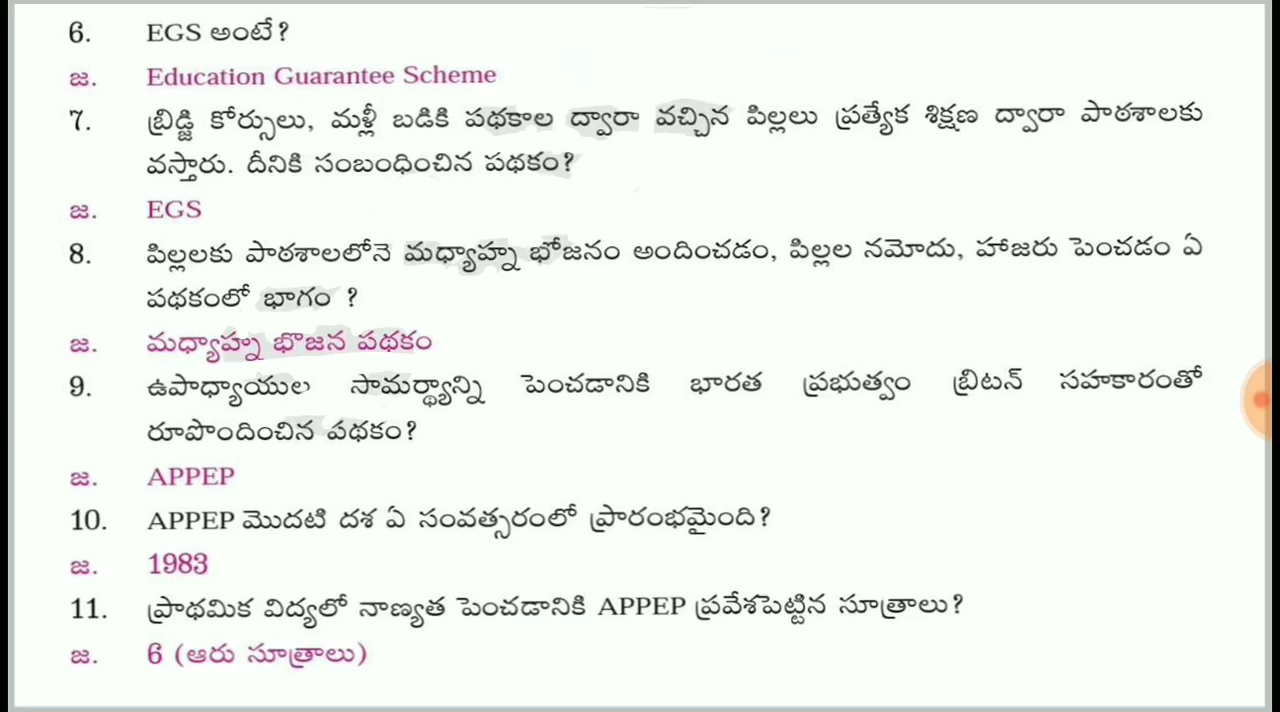 6. EGS అంటే?
జ. Education Guarantee Scheme
7. బ్రిడ్జి కోర్సులు, మళ్లీ బడికి పథకాల ద్వారా వచ్చిన పిల్లలు ప్రత్యేక శిక్షణ ద్వారా పాఠశాలకు
వస్తారు. దీనికి సంబంధించిన పథకం?
జ. EGS
8. పిల్లలకు పాఠశాలలోనె మధ్యాహ్న భోజనం అందించడం, పిల్లల నమోదు, హాజరు పెంచడం ఏ
పథకంలో భాగం ?
జ. మధ్యాహ్న భొజన పథకం
9. ఉపాధ్యాయుల సామర్థ్యాన్ని పెంచడానికి భారత ప్రభుత్వం బ్రిటన్ సహకారంతో
రూపొందించిన పథకం?
జ. APPEP
10. APPEP మొదటి దశ ఏ సంవత్సరంలో ప్రారంభమైంది?
జ. 1983
11. ప్రాథమిక విద్యలో నాణ్యత పెంచడానికి APPEP ప్రవేశపెట్టిన సూత్రాలు?
జ. 6 (ఆరు సూత్రాలు)